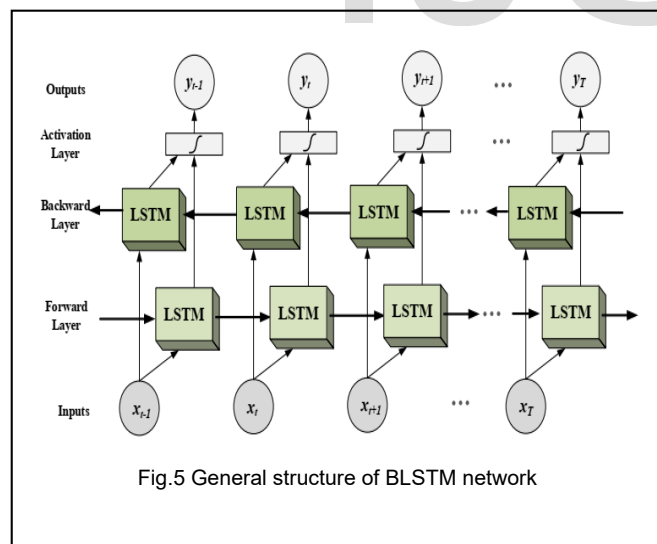 Outputs y_{t-1} y_t y_{t+1} ... y_T
Activation
Layer
∫ ∫ ∫ ... ∫
Backward
Layer
LSTM LSTM LSTM ... LSTM
Forward
Layer
LSTM LSTM LSTM ... LSTM
Inputs x_{t-1} x_t x_{t+1} ... x_T
Fig.5 General structure of BLSTM network